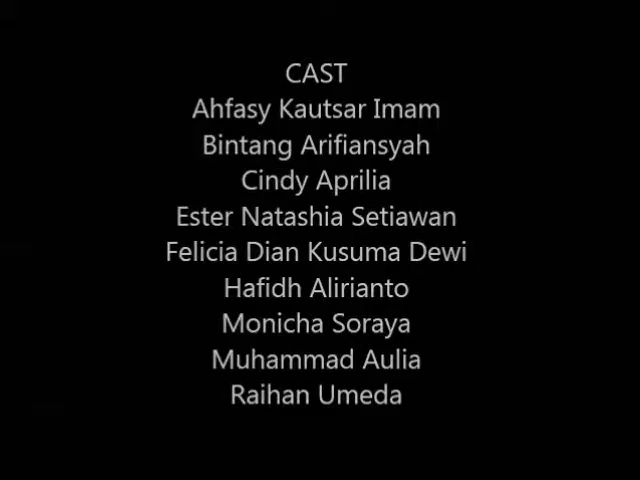 CAST
Ahfasy Kautsar Imam
Bintang Arifiansyah
Cindy Aprilia
Ester Natashia Setiawan
Felicia Dian Kusuma Dewi
Hafidh Alirianto
Monicha Soraya
Muhammad Aulia
Raihan Umeda